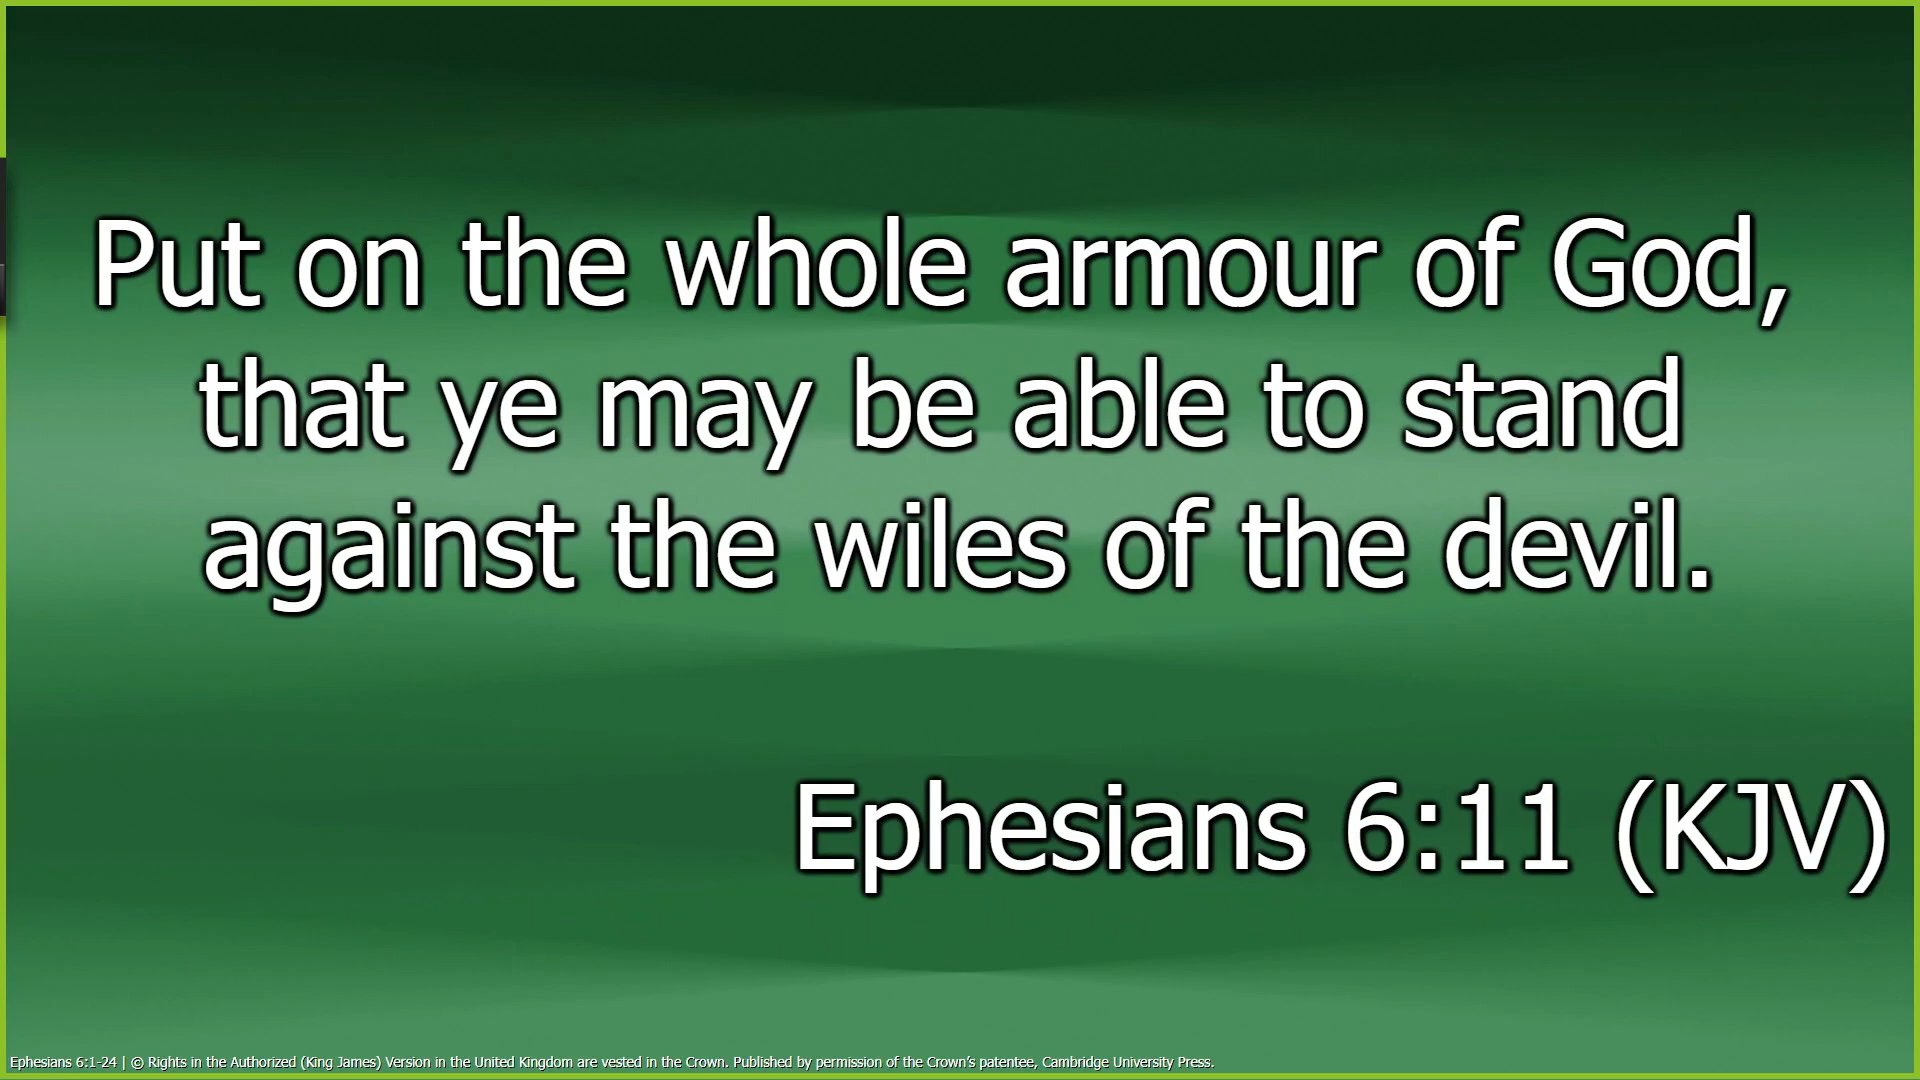 Put on the whole armour of God,
that ye may be able to stand
against the wiles of the devil.
Ephesians 6:11 (KJV)
Ephesians 6:1-24 | © Rights in the Authorized (King James) Version in the United Kingdom are vested in the Crown. Published by permission of the Crown’s patentee, Cambridge University Press.